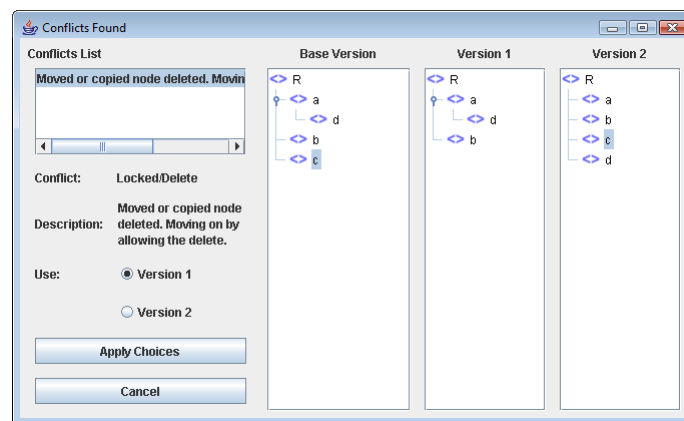 Conflicts Found
Conflicts List
Moved or copied node deleted. Movin
Conflict: Locked/Delete
Description: Moved or copied node
deleted. Moving on by
allowing the delete.
Use: Version 1
Version 2
Apply Choices
Cancel
Base Version
<> R
<> a
<> d
<> b
<> c
Version 1
<> R
<> a
<> d
<> b
Version 2
<> R
<> a
<> b
<> c
<> d